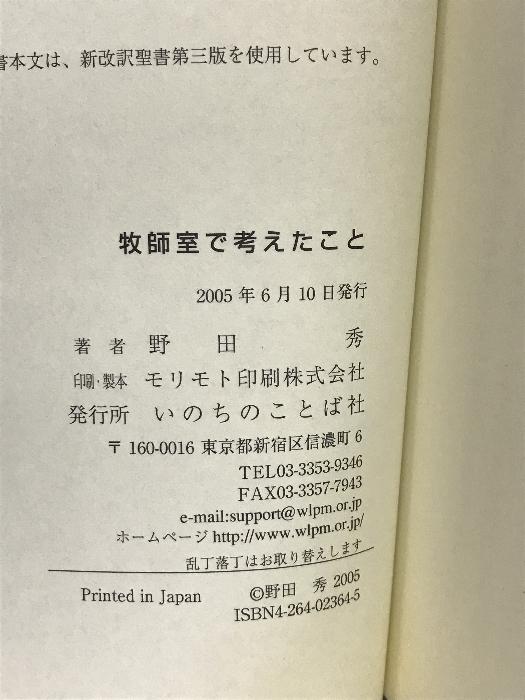 書本文は、新改訳聖書第三版を使用しています。
牧師室で考えたこと
2005年6月10日発行
著者 野田 秀
印刷・製本 モリモト印刷株式会社
発行所 いのちのことば社
〒160-0016 東京都新宿区信濃町6
TEL03-3353-9346
FAX03-3357-7943
e-mail:support@wlpm.or.jp
ホームページ http://www.wlpm.or.jp/
乱丁落丁はお取り替えします
Printed in Japan ©野田 秀 2005
ISBN4-264-02364-5